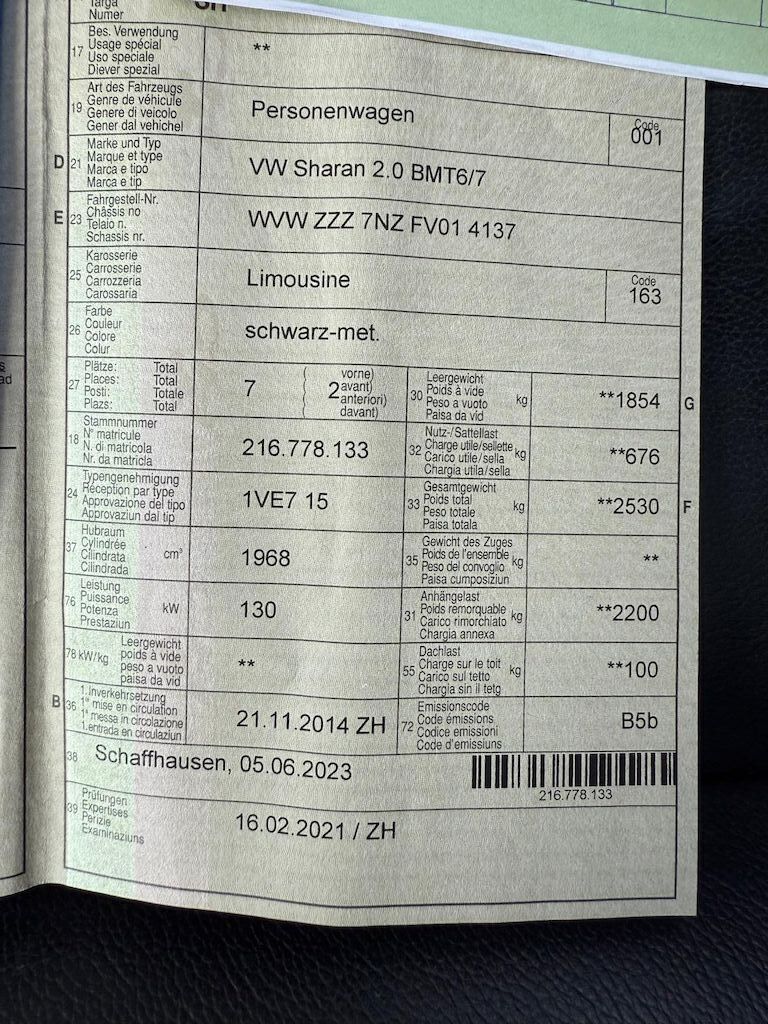 Targa
Numer
SH
17 Bes. Verwendung
Usage spécial
Uso speciale
Diever spezial
**
19 Art des Fahrzeugs
Genre de véhicule
Genere di veicolo
Gener dal vehichel
Personenwagen
Code
001
D 21 Marke und Typ
Marque et type
Marca e tipo
Marca e tip
VW Sharan 2.0 BMT6/7
E 23 Fahrgestell-Nr.
Châssis no
Telaio n.
Schassis nr.
WVW ZZZ 7NZ FV01 4137
25 Karosserie
Carrosserie
Carrozzeria
Carossaria
Limousine
Code
163
26 Farbe
Couleur
Colore
Colur
schwarz-met.
27 Plätze: Total
Places: Total
Posti: Totale
Plazs: Total
7
2
vorne)
avant)
anteriori)
davant)
30 Leergewicht
Poids à vide
Peso a vuoto
Paisa da vid
kg
**1854
G
18 Stammnummer
N° matricule
N. di matricola
Nr. da matricla
216.778.133
32 Nutz-/Sattellast
Charge utile/sellette
Carico utile/sella
Chargia utila/sella
kg
**676
24 Typengenehmigung
Réception par type
Approvazione del tipo
Approvaziun dal tip
1VE7 15
33 Gesamtgewicht
Poids total
Peso totale
Paisa totala
kg
**2530
F
37 Hubraum
Cylindrée
Cilindrata
Cilindrada
cm³
1968
35 Gewicht des Zuges
Poids de l'ensemble
Peso del convoglio
Paisa cumposiziun
kg
**
76 Leistung
Puissance
Potenza
Prestaziun
kW
130
31 Anhängelast
Poids remorquable
Carico rimorchiato
Chargia annexa
kg
**2200
78 kW/kg
Leergewicht
poids à vide
peso a vuoto
paisa da vid
**
55 Dachlast
Charge sur le toit
Carico sul tetto
Chargia sin il tetg
kg
**100
B 36 1.Inverkehrsetzung
1re mise en circulation
1a messa in circolazione
1.entrada en circulaziun
21.11.2014 ZH
72 Emissionscode
Code émissions
Codice emissioni
Code d'emissiuns
B5b
38 Schaffhausen, 05.06.2023
216.778.133
39 Prüfungen
Expertises
Perizie
Examinaziuns
16.02.2021 / ZH